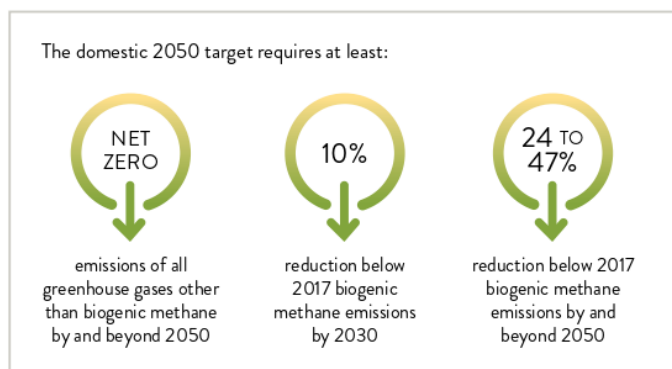 The domestic 2050 target requires at least:
NET
ZERO
emissions of all
greenhouse gases other
than biogenic methane
by and beyond 2050
10%
reduction below
2017 biogenic
methane emissions
by 2030
24 TO
47%
reduction below 2017
biogenic methane
emissions by and
beyond 2050